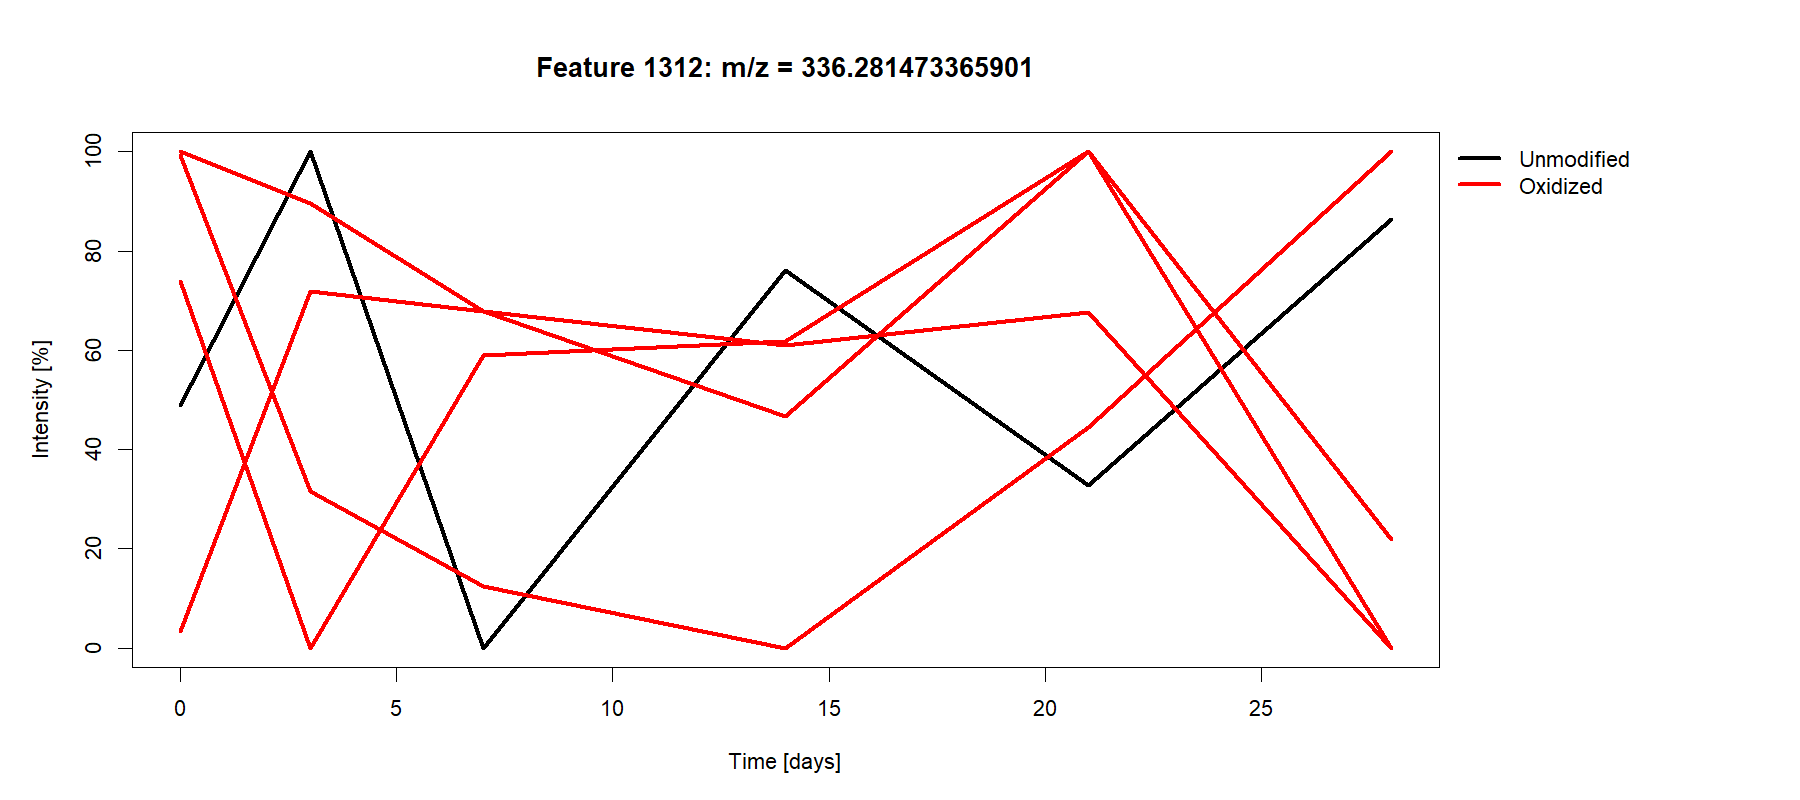 Feature 1312: m/z = 336.281473365901
Unmodified
Oxidized
100
80
60
40
20
0
Intensity [%]
0 5 10 15 20 25
Time [days]